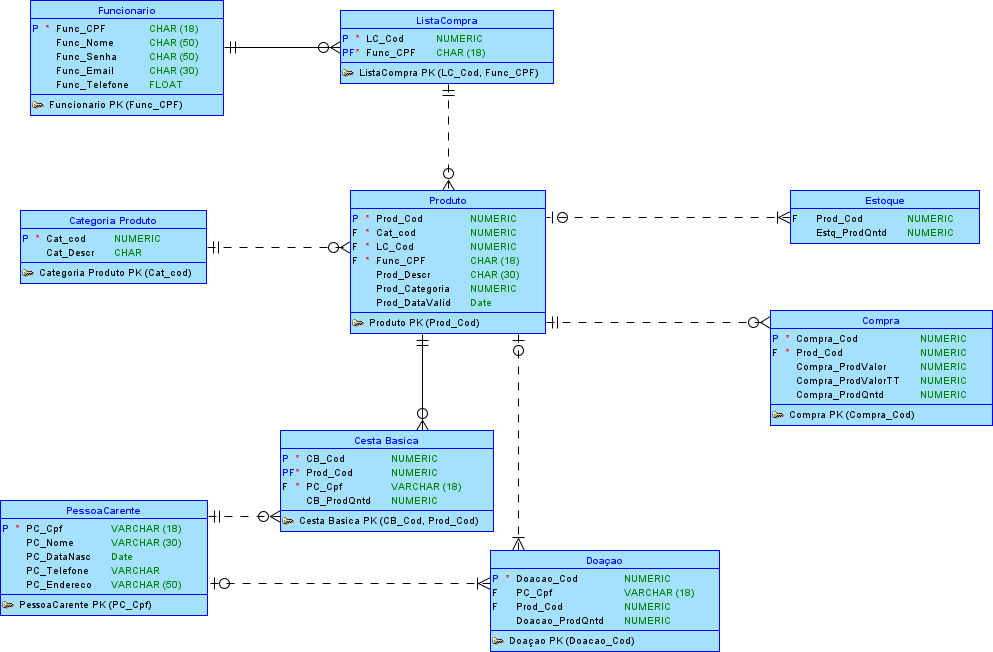 Funcionario
P * Func_CPF CHAR (18)
Func_Nome CHAR (50)
Func_Senha CHAR (50)
Func_Email CHAR (30)
Func_Telefone FLOAT
Funcionario PK (Func_CPF)
ListaCompra
P * LC_Cod NUMERIC
PF* Func_CPF CHAR (18)
ListaCompra PK (LC_Cod, Func_CPF)
Categoria Produto
P * Cat_cod NUMERIC
Cat_Descr CHAR
Categoria Produto PK (Cat_cod)
Produto
P * Prod_Cod NUMERIC
F * Cat_cod NUMERIC
F * LC_Cod NUMERIC
F * Func_CPF CHAR (18)
Prod_Descr CHAR (30)
Prod_Categoria NUMERIC
Prod_DataValid Date
Produto PK (Prod_Cod)
Estoque
F Prod_Cod NUMERIC
Estq_ProdQntd NUMERIC
Compra
P * Compra_Cod NUMERIC
F * Prod_Cod NUMERIC
Compra_ProdValor NUMERIC
Compra_ProdValorTT NUMERIC
Compra_ProdQntd NUMERIC
Compra PK (Compra_Cod)
Cesta Basica
P * CB_Cod NUMERIC
PF* Prod_Cod NUMERIC
F * PC_Cpf VARCHAR (18)
CB_ProdQntd NUMERIC
Cesta Basica PK (CB_Cod, Prod_Cod)
PessoaCarente
P * PC_Cpf VARCHAR (18)
PC_Nome VARCHAR (30)
PC_DataNasc Date
PC_Telefone VARCHAR
PC_Endereco VARCHAR (50)
PessoaCarente PK (PC_Cpf)
Doaçao
P * Doacao_Cod NUMERIC
F PC_Cpf VARCHAR (18)
F Prod_Cod NUMERIC
Doacao_ProdQntd NUMERIC
Doaçao PK (Doacao_Cod)